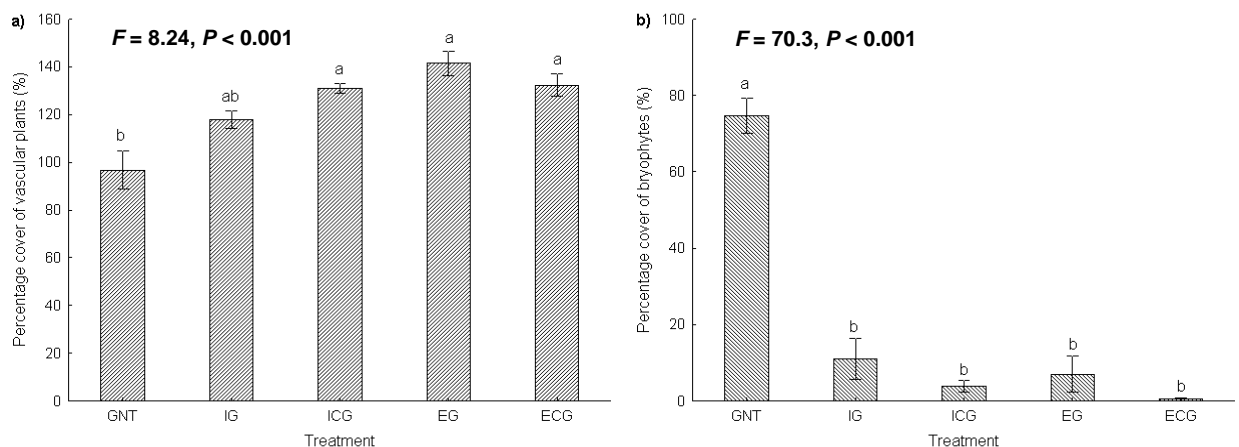 a)
F = 8.24, P < 0.001
Percentage cover of vascular plants (%)
160
140
120
100
80
60
40
20
0
b
ab
a
a
a
GNT IG ICG EG ECG
Treatment
b)
F = 70.3, P < 0.001
Percentage cover of bryophytes (%)
100
80
60
40
20
0
a
b
b
b
b
GNT IG ICG EG ECG
Treatment